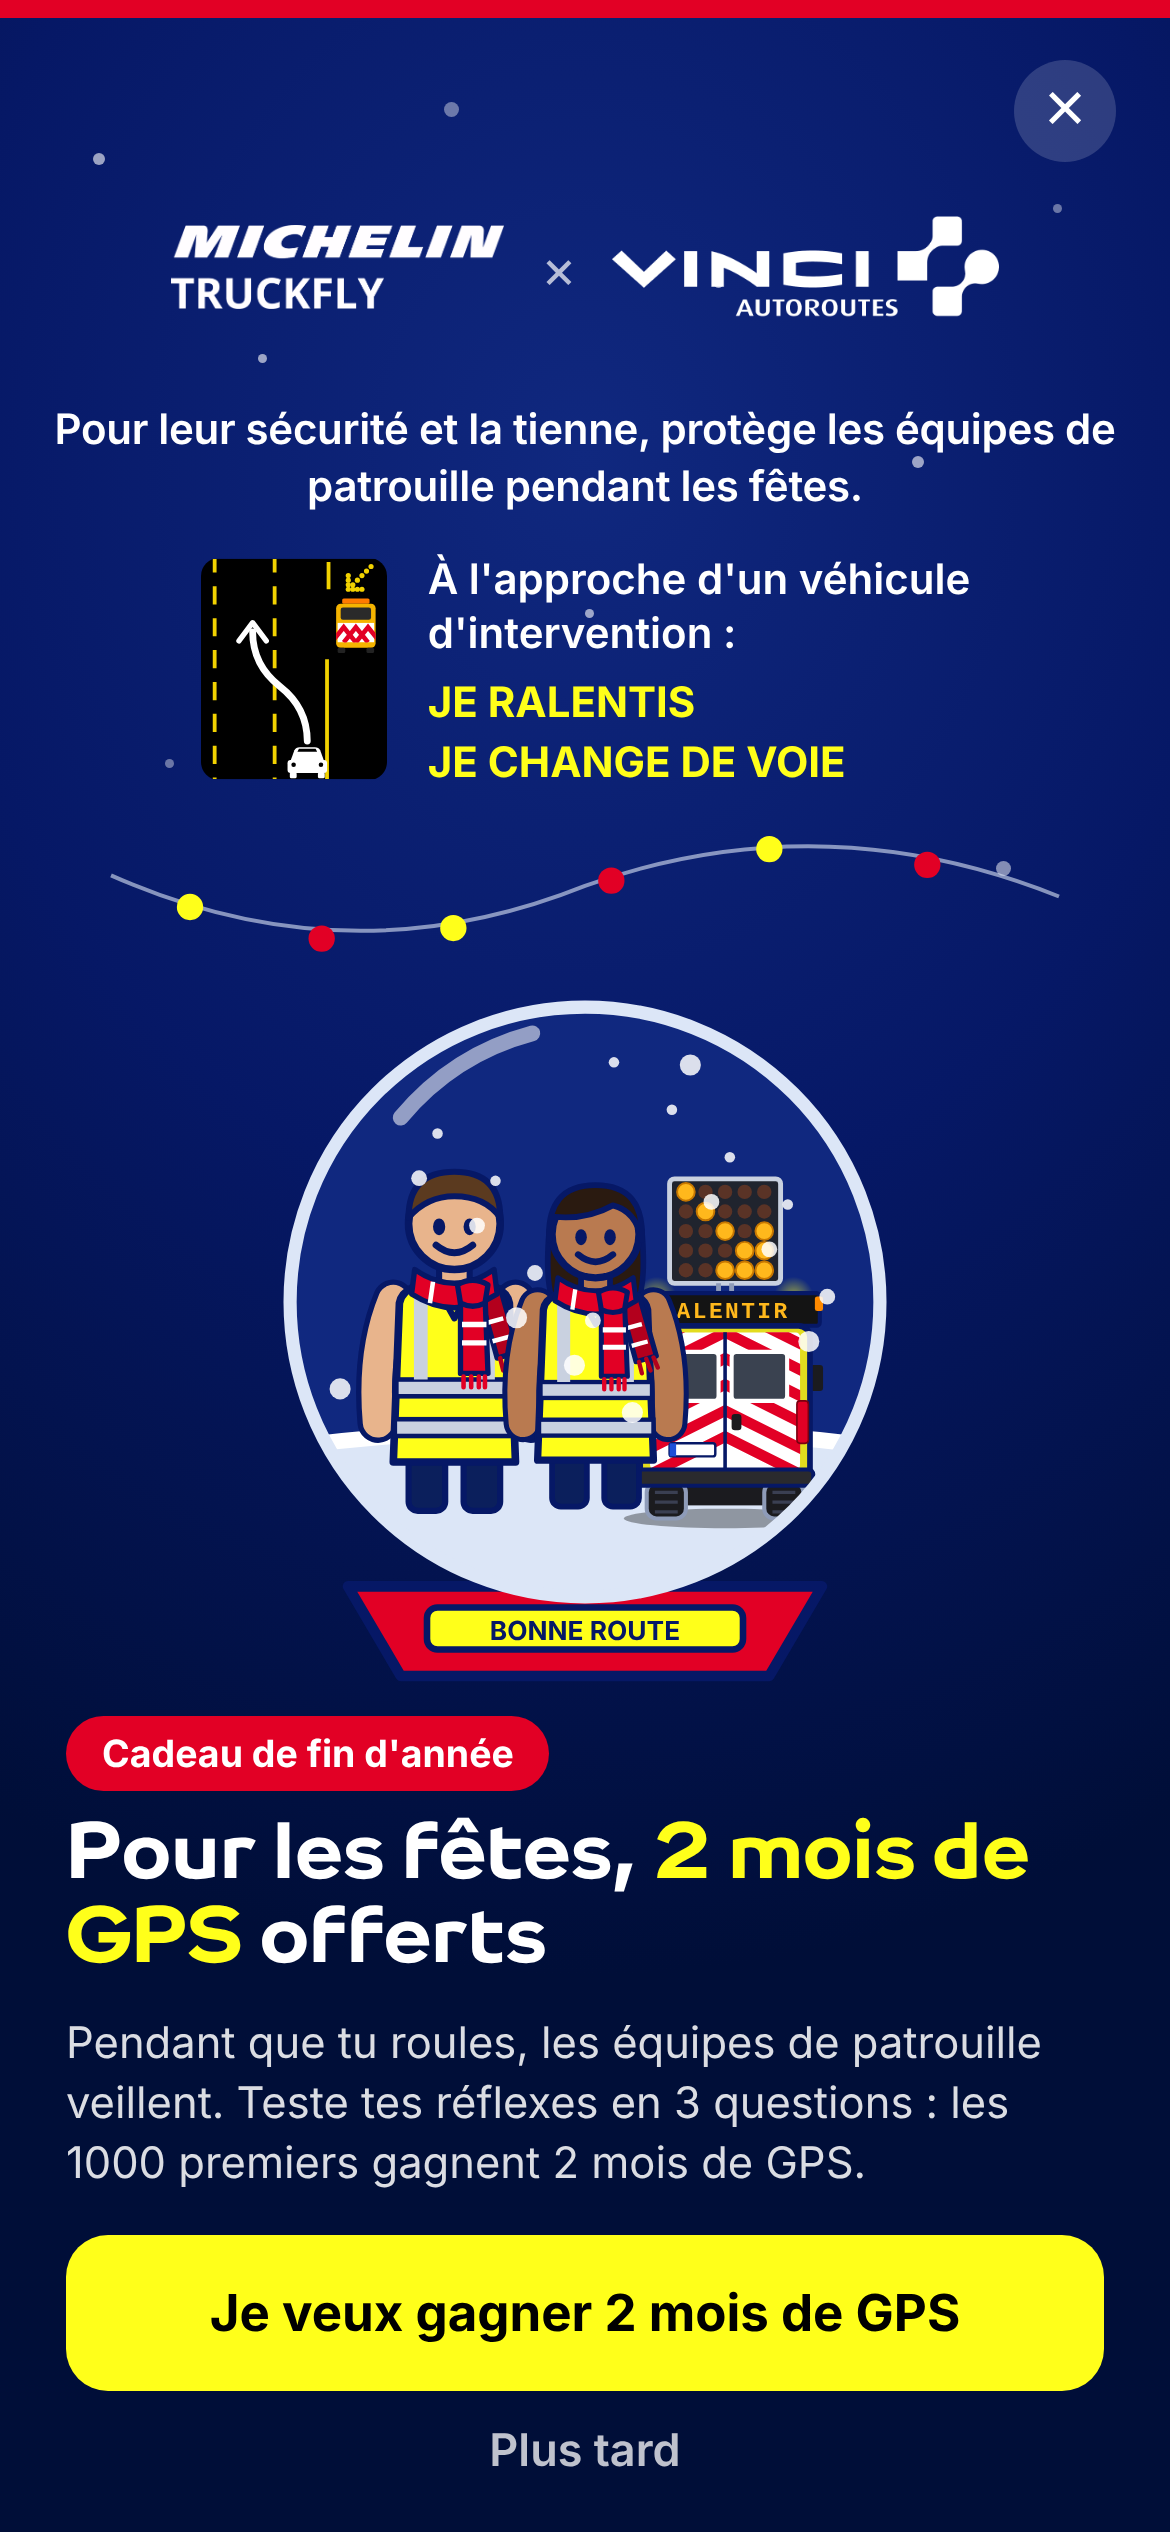 MICHELIN
TRUCKFLY
×
VINCI
AUTOROUTES
Pour leur sécurité et la tienne, protège les équipes de
patrouille pendant les fêtes.
À l'approche d'un véhicule
d'intervention :
JE RALENTIS
JE CHANGE DE VOIE
ALENTIR
BONNE ROUTE
Cadeau de fin d'année
Pour les fêtes, 2 mois de
GPS offerts
Pendant que tu roules, les équipes de patrouille
veillent. Teste tes réflexes en 3 questions : les
1000 premiers gagnent 2 mois de GPS.
Je veux gagner 2 mois de GPS
Plus tard